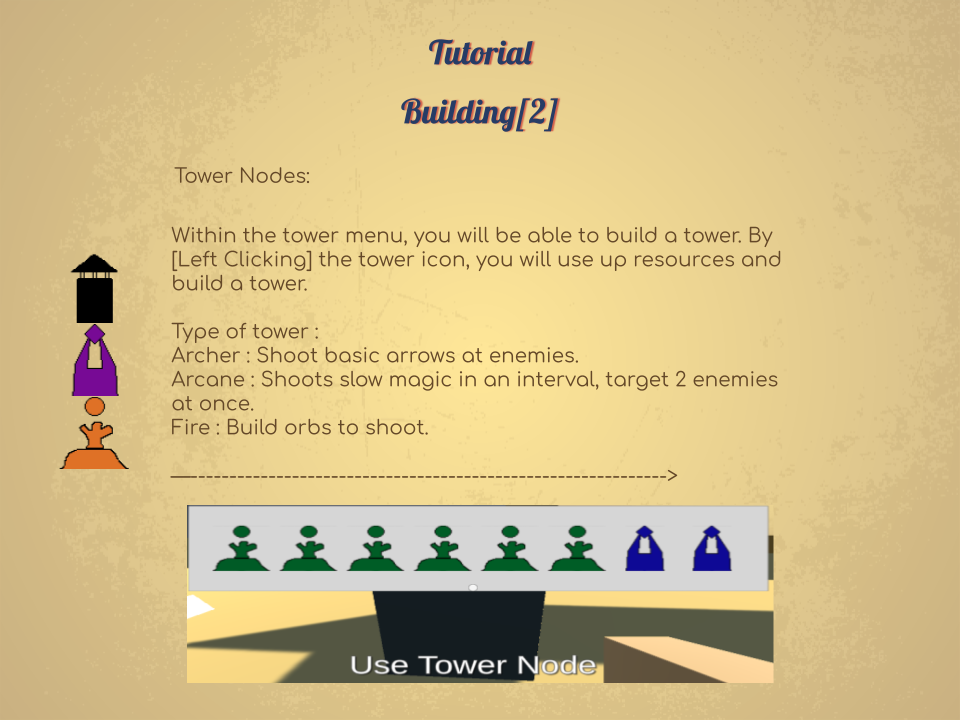 Tutorial
Building[2]
Tower Nodes:
Within the tower menu, you will be able to build a tower. By
[Left Clicking] the tower icon, you will use up resources and
build a tower.
Type of tower :
Archer : Shoot basic arrows at enemies.
Arcane : Shoots slow magic in an interval, target 2 enemies
at once.
Fire : Build orbs to shoot.
—------------------------------------------------------------>
Use Tower Node